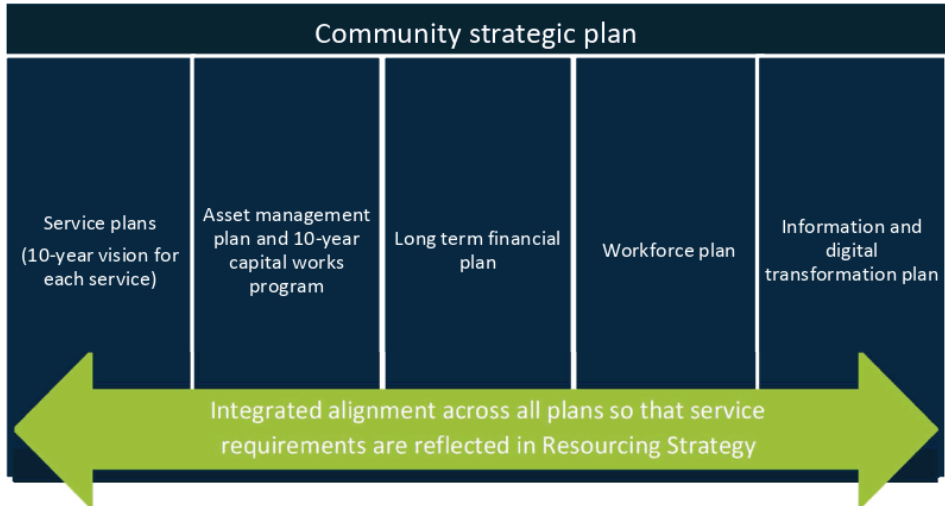 Community strategic plan
Service plans
(10-year vision for
each service)
Asset management
plan and 10-year
capital works
program
Long term financial
plan
Workforce plan
Information and
digital
transformation plan
Integrated alignment across all plans so that service
requirements are reflected in Resourcing Strategy